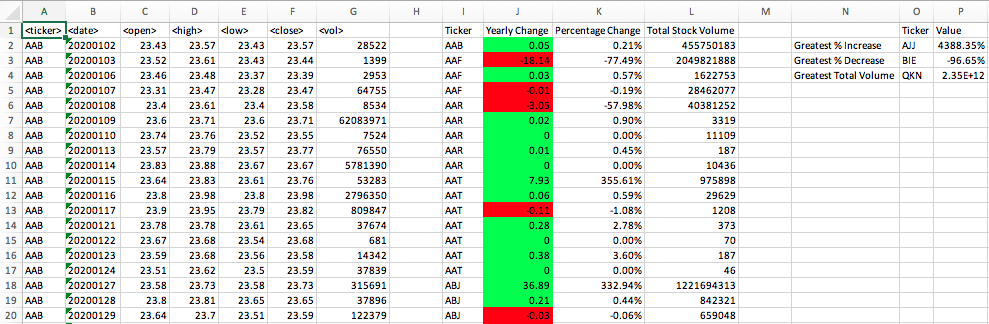 A B C D E F G H I J K L M N O P
1 <ticker> <date> <open> <high> <low> <close> <vol> Ticker Yearly Change Percentage Change Total Stock Volume Ticker Value
2 AAB 20200102 23.43 23.57 23.43 23.57 28522 AAB 0.05 0.21% 455750183 Greatest % Increase AJJ 4388.35%
3 AAB 20200103 23.52 23.61 23.43 23.44 1399 AAF -18.14 -77.49% 2049821888 Greatest % Decrease BIE -96.65%
4 AAB 20200106 23.46 23.48 23.37 23.39 2953 AAF 0.03 0.57% 1622753 Greatest Total Volume QKN 2.35E+12
5 AAB 20200107 23.31 23.47 23.28 23.47 64755 AAF -0.01 -0.19% 28462077
6 AAB 20200108 23.4 23.61 23.4 23.58 8534 AAR -3.05 -57.98% 40381252
7 AAB 20200109 23.6 23.71 23.6 23.71 62083971 AAR 0.02 0.90% 3319
8 AAB 20200110 23.74 23.76 23.52 23.55 7524 AAR 0 0.00% 11109
9 AAB 20200113 23.57 23.79 23.57 23.77 76550 AAR 0.01 0.45% 187
10 AAB 20200114 23.83 23.88 23.67 23.67 5781390 AAR 0 0.00% 10436
11 AAB 20200115 23.64 23.83 23.61 23.76 53283 AAT 7.93 355.61% 975898
12 AAB 20200116 23.8 23.98 23.8 23.98 2796350 AAT 0.06 0.59% 29629
13 AAB 20200117 23.9 23.95 23.79 23.82 809847 AAT -0.11 -1.08% 1208
14 AAB 20200121 23.78 23.78 23.61 23.65 37674 AAT 0.28 2.78% 373
15 AAB 20200122 23.67 23.68 23.54 23.68 681 AAT 0 0.00% 70
16 AAB 20200123 23.59 23.68 23.56 23.58 14342 AAT 0.38 3.60% 187
17 AAB 20200124 23.51 23.62 23.5 23.59 37839 AAT 0 0.00% 46
18 AAB 20200127 23.58 23.73 23.58 23.73 315691 ABJ 36.89 332.94% 1221694313
19 AAB 20200128 23.8 23.81 23.65 23.65 37896 ABJ 0.21 0.44% 842321
20 AAB 20200129 23.64 23.7 23.51 23.59 122379 ABJ -0.03 -0.06% 659048